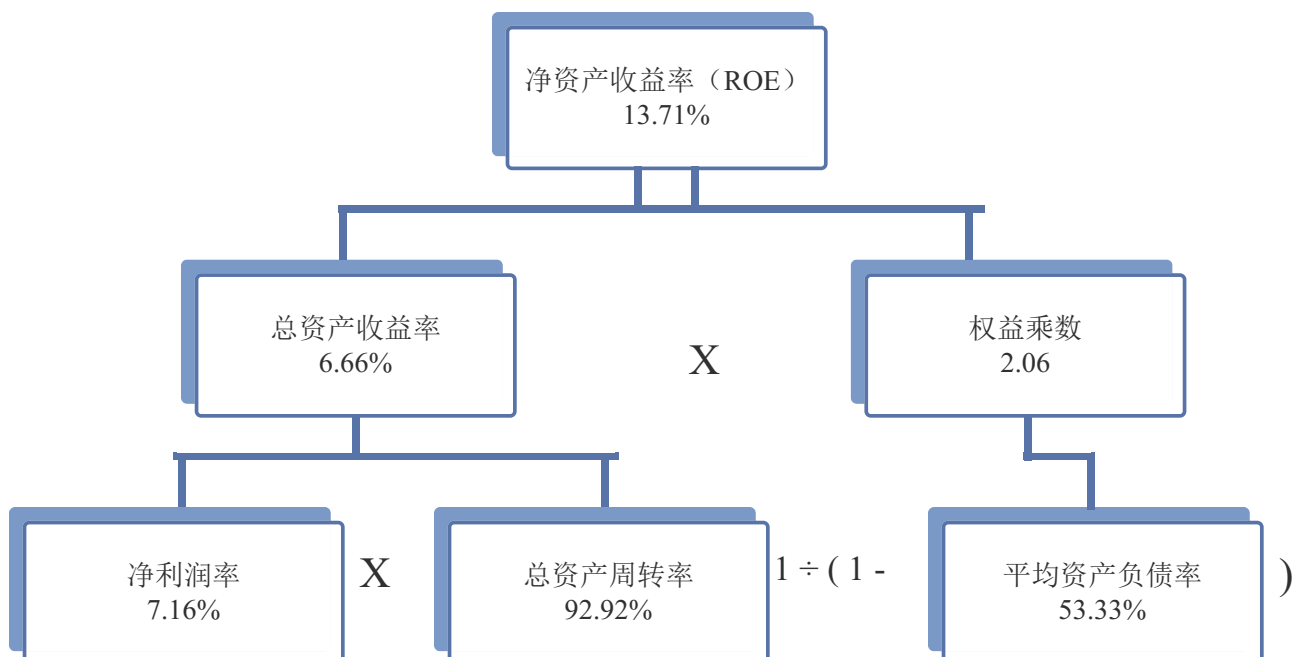 净资产收益率（ROE）
13.71%
总资产收益率
6.66%
X
权益乘数
2.06
净利润率
7.16%
X
总资产周转率
92.92%
1 ÷ ( 1 -
平均资产负债率
53.33%
)